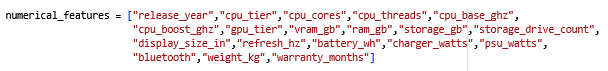 numerical_features = ["release_year","cpu_tier","cpu_cores","cpu_threads","cpu_base_ghz",
"cpu_boost_ghz","gpu_tier","vram_gb","ram_gb","storage_gb","storage_drive_count",
"display_size_in","refresh_hz","battery_wh","charger_watts","psu_watts",
"bluetooth","weight_kg","warranty_months"]